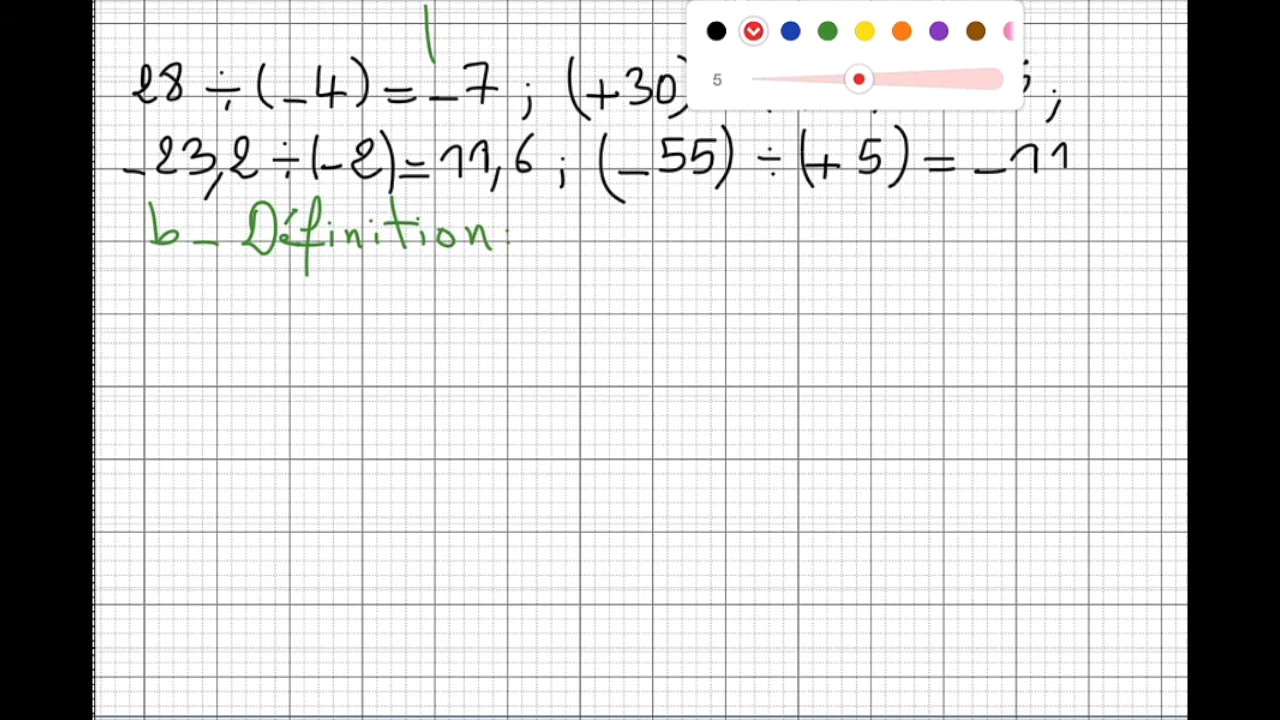 28 ÷ (-4) = -7 ; (+30) ;
5
-23,2 ÷ (-2) = 11,6 ; (-55) ÷ (+5) = -11
b - Définition: